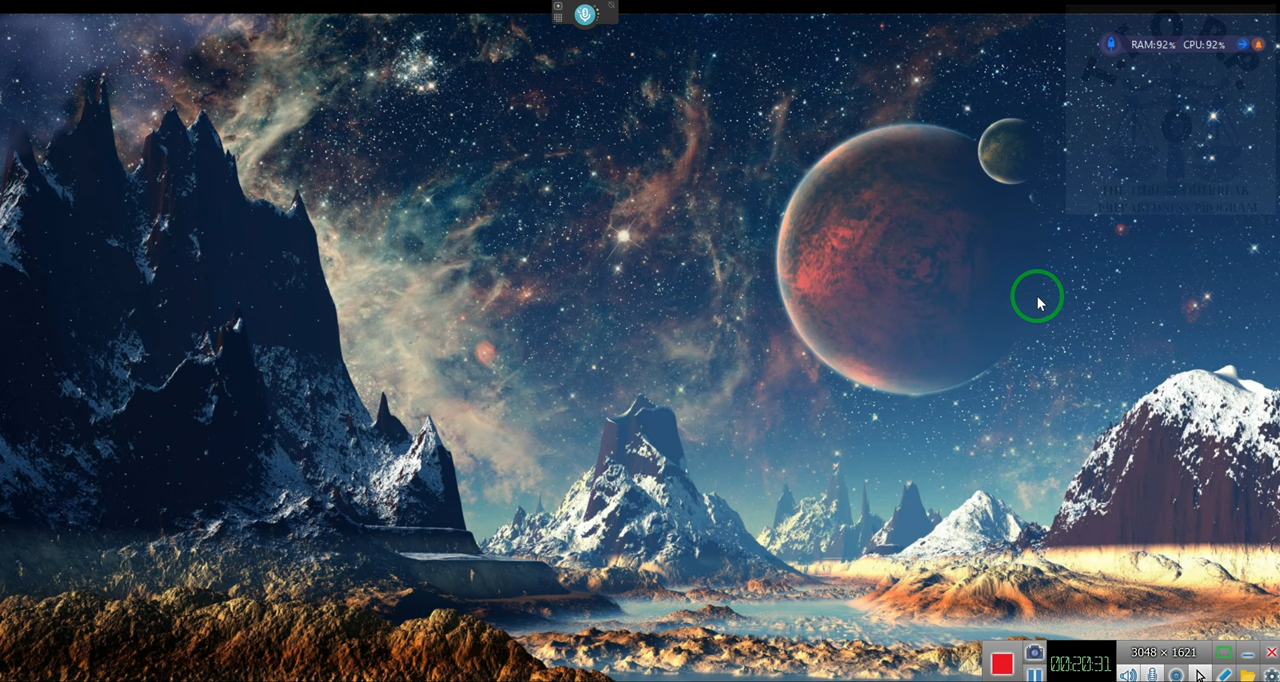 RAM:92% CPU:92%
T.O.P.P.
PREPAREDNESS PROGRAM
00:20:31
3048 × 1621